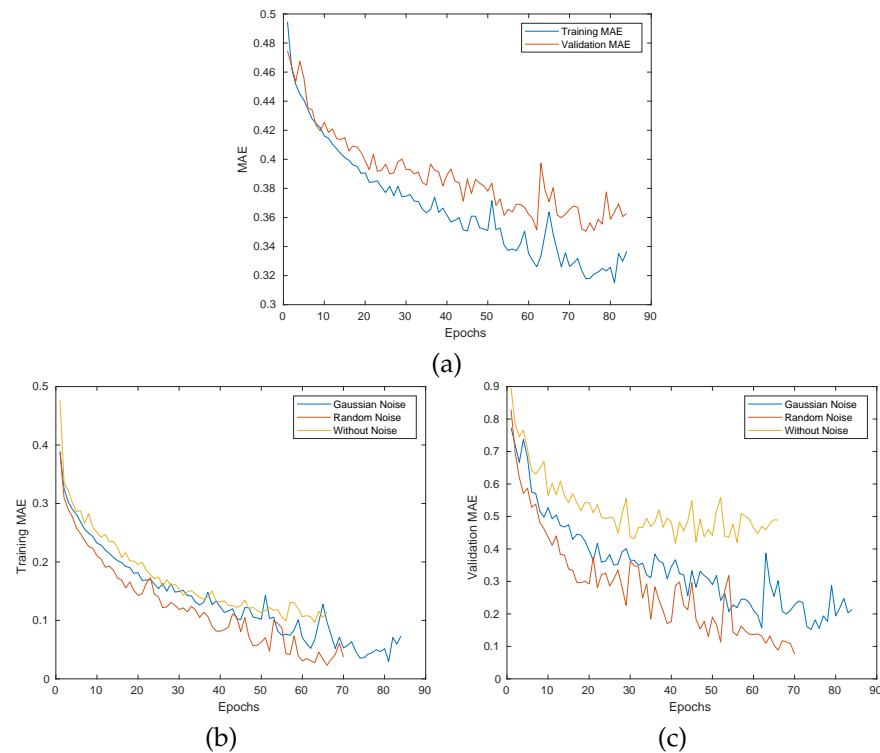 0.5
0.48
0.46
0.44
0.42
0.4
0.38
0.36
0.34
0.32
0.3
MAE
Training MAE
Validation MAE
0 10 20 30 40 50 60 70 80 90
Epochs
(a)
0.5
0.4
0.3
0.2
0.1
0
Training MAE
Gaussian Noise
Random Noise
Without Noise
0 10 20 30 40 50 60 70 80 90
Epochs
(b)
0.9
0.8
0.7
0.6
0.5
0.4
0.3
0.2
0.1
0
Validation MAE
Gaussian Noise
Random Noise
Without Noise
0 10 20 30 40 50 60 70 80 90
Epochs
(c)